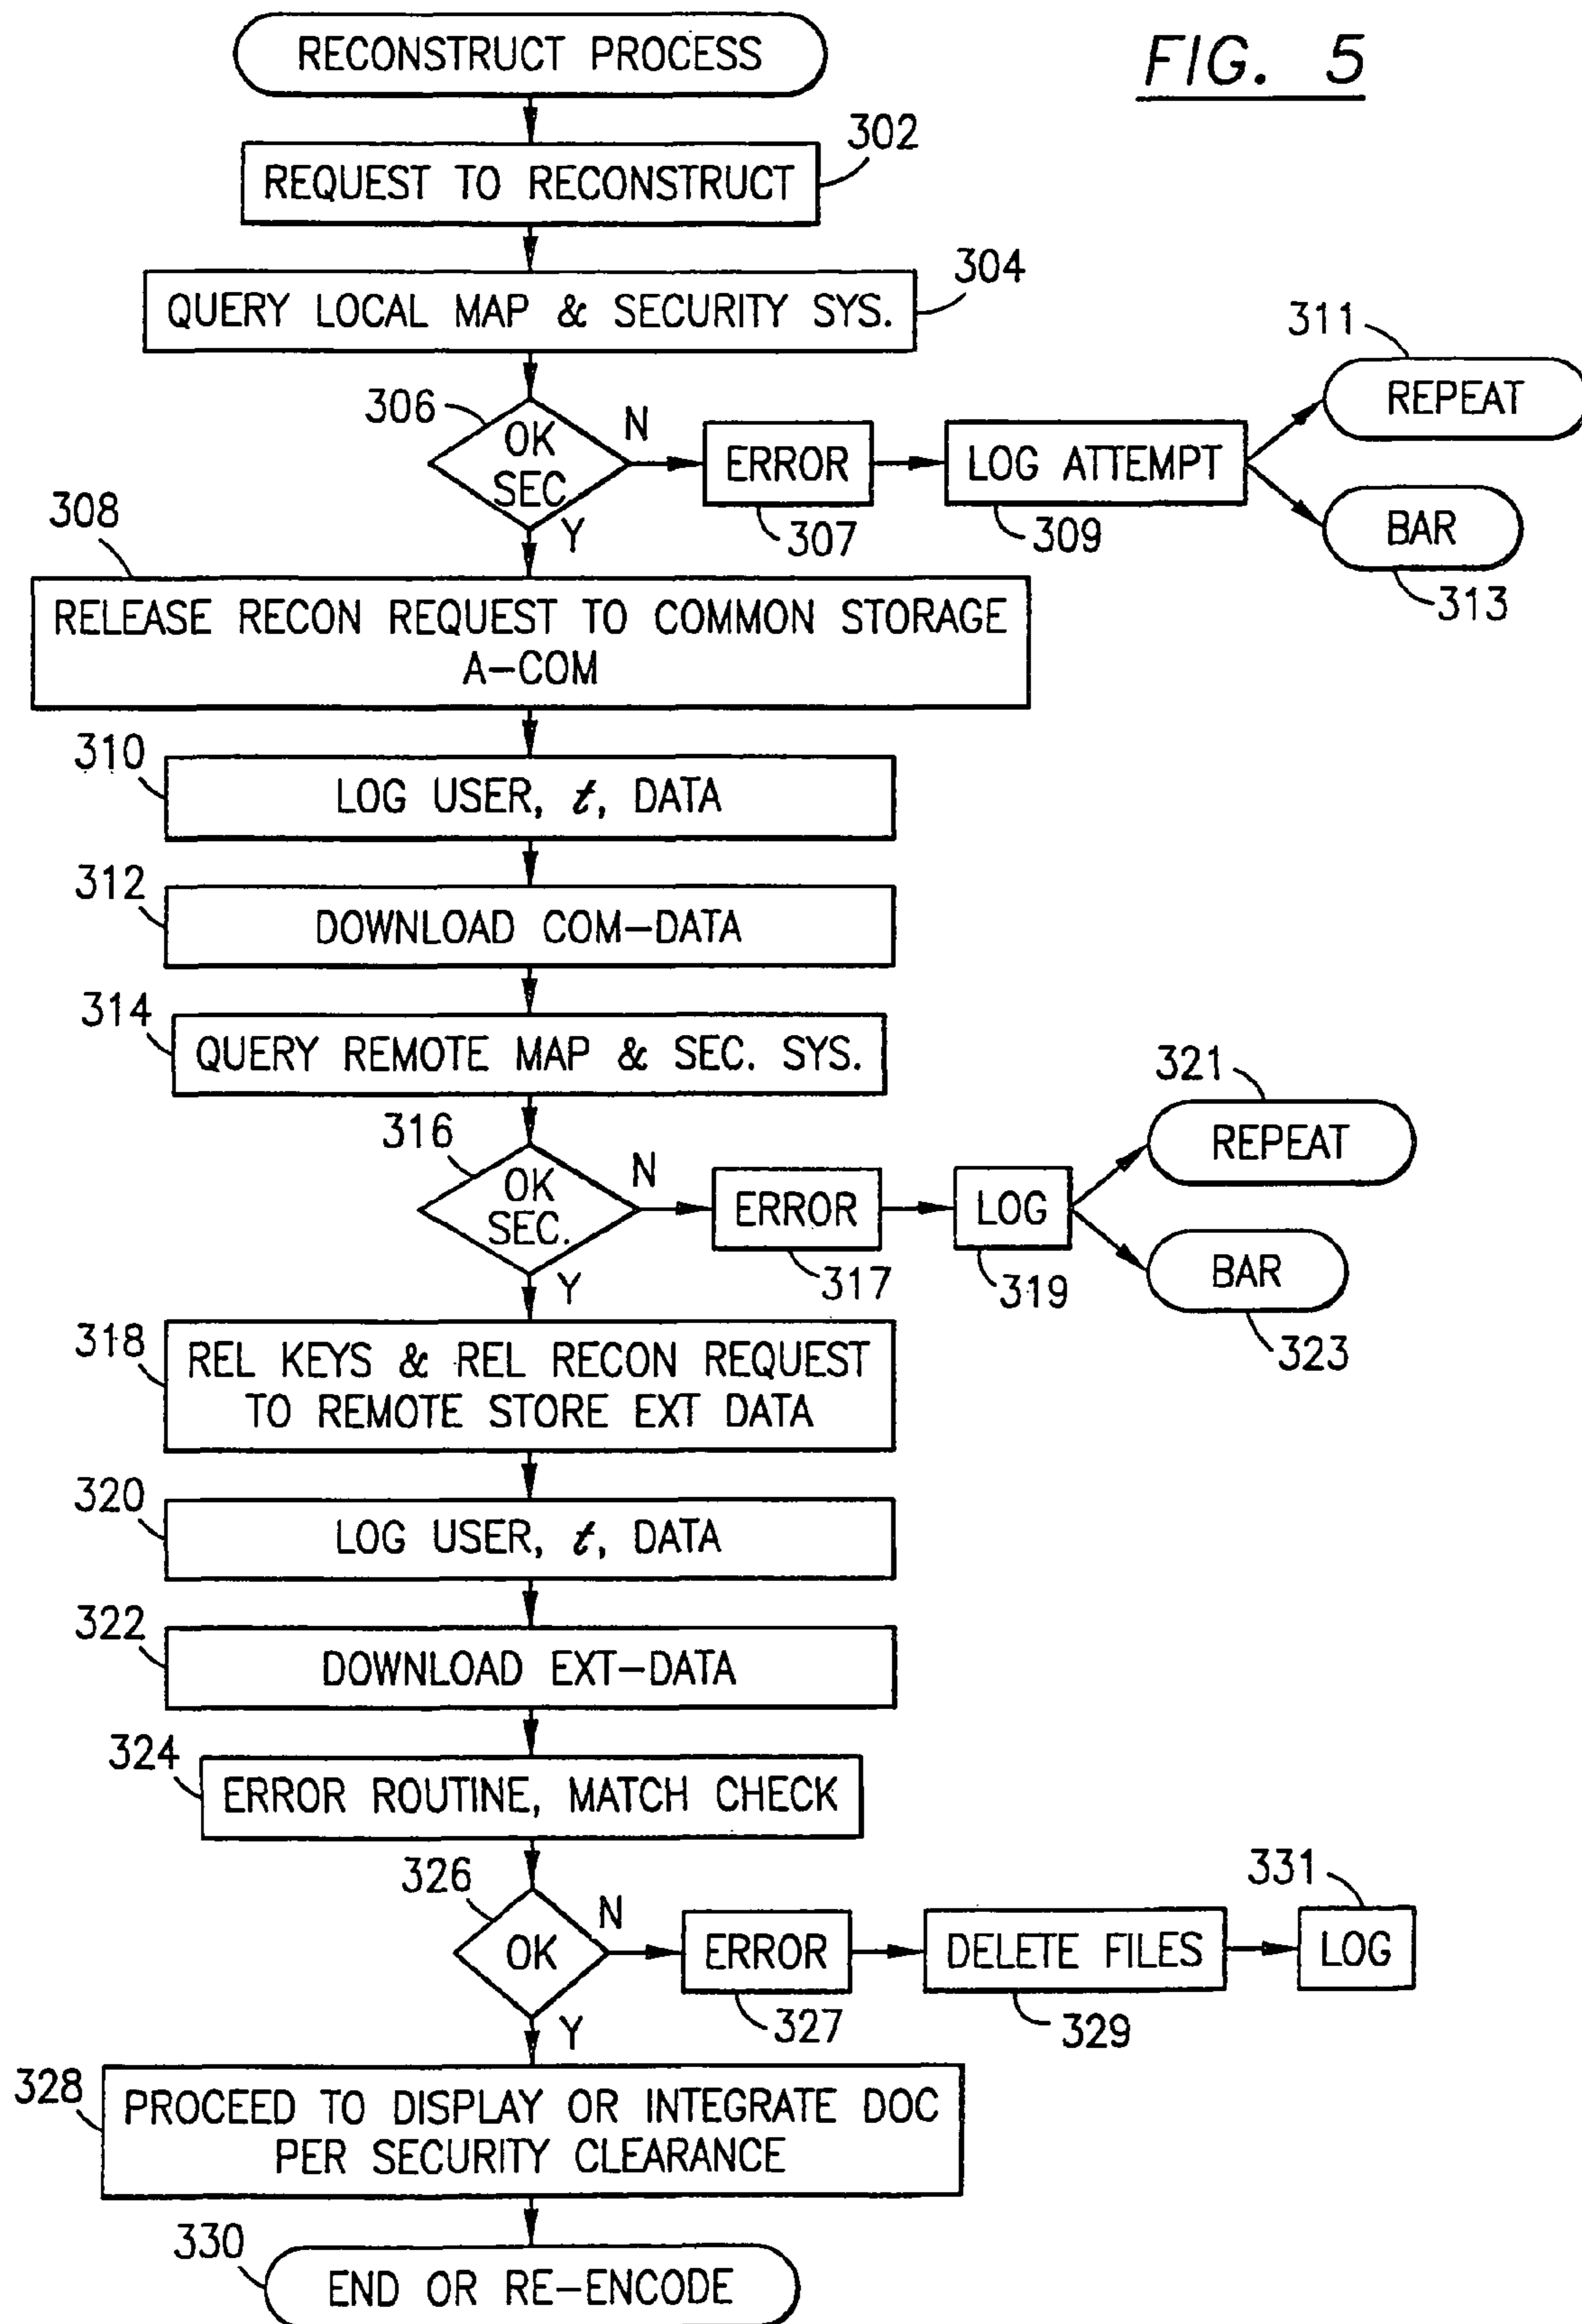 RECONSTRUCT PROCESS
FIG. 5
302
REQUEST TO RECONSTRUCT
304
QUERY LOCAL MAP & SECURITY SYS.
311
REPEAT
306
OK
SEC
N
ERROR
LOG ATTEMPT
307
309
BAR
313
Y
308
RELEASE RECON REQUEST TO COMMON STORAGE
A-COM
310
LOG USER, t, DATA
312
DOWNLOAD COM-DATA
314
QUERY REMOTE MAP & SEC. SYS.
321
REPEAT
316
OK
SEC.
N
ERROR
LOG
317
319
BAR
323
Y
318
REL KEYS & REL RECON REQUEST
TO REMOTE STORE EXT DATA
320
LOG USER, t, DATA
322
DOWNLOAD EXT-DATA
324
ERROR ROUTINE, MATCH CHECK
326
OK
N
ERROR
DELETE FILES
331
LOG
327
329
Y
328
PROCEED TO DISPLAY OR INTEGRATE DOC
PER SECURITY CLEARANCE
330
END OR RE-ENCODE